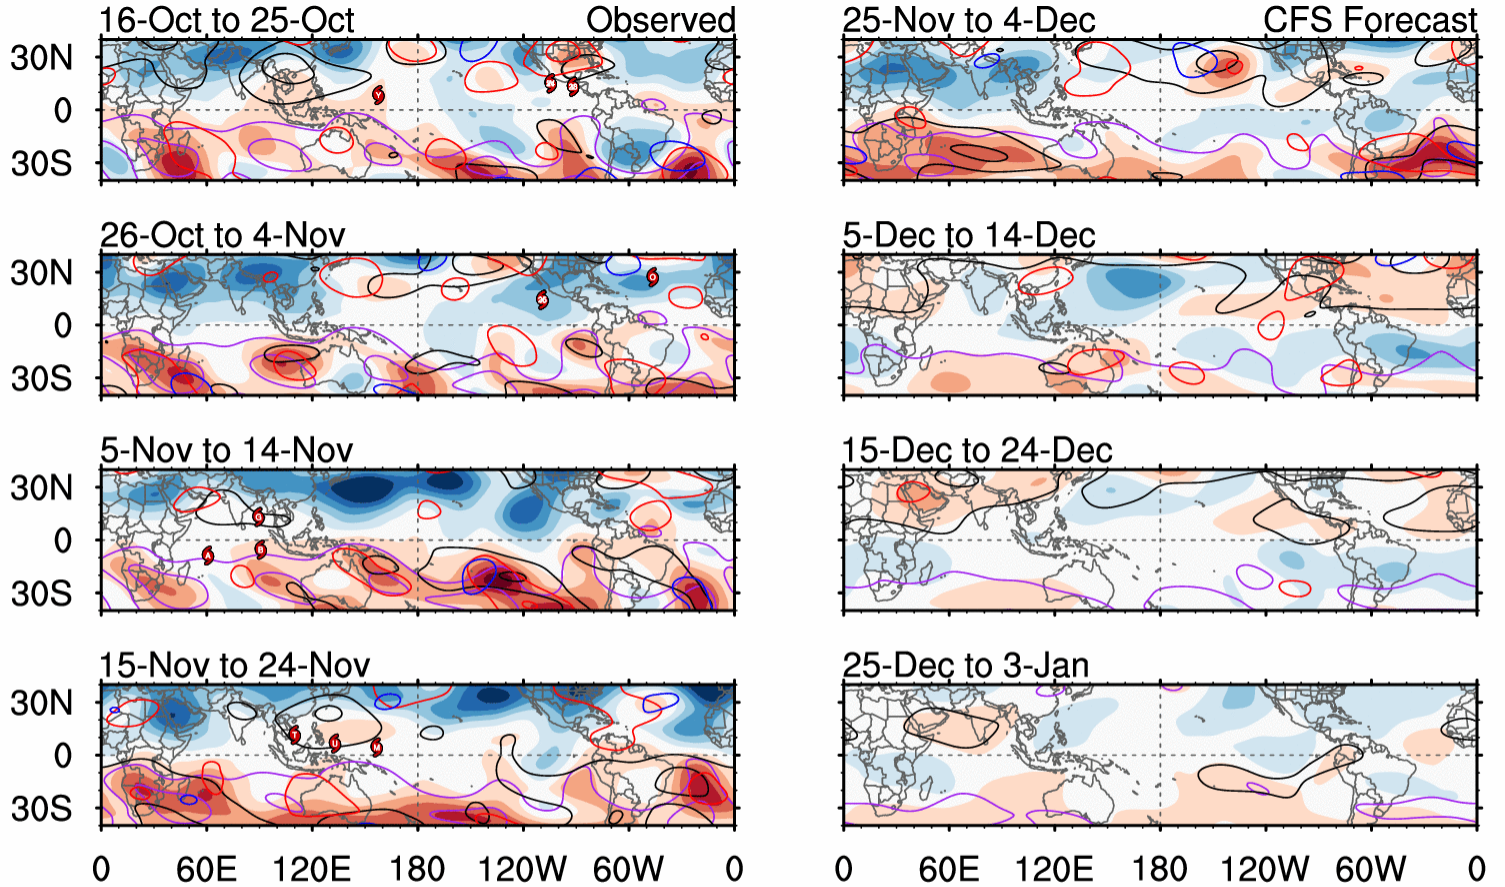 16-Oct to 25-Oct Observed
30N
0
30S
26-Oct to 4-Nov
30N
0
30S
5-Nov to 14-Nov
30N
0
30S
15-Nov to 24-Nov
30N
0
30S
0 60E 120E 180 120W 60W 0
25-Nov to 4-Dec CFS Forecast
5-Dec to 14-Dec
15-Dec to 24-Dec
25-Dec to 3-Jan
0 60E 120E 180 120W 60W 0